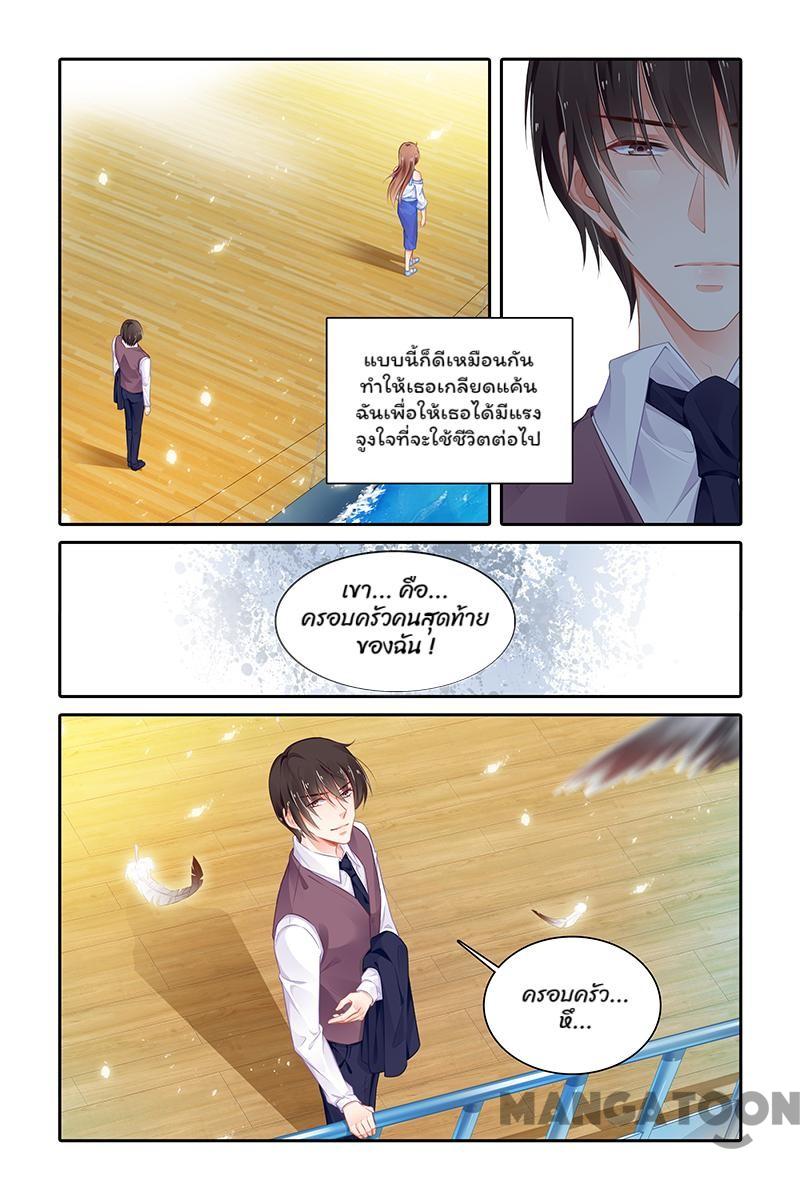 แบบนี้ก็ดีเหมือนกัน
ทำให้เธอเกลียดแค้น
ฉันเพื่อให้เธอได้มีแรง
จูงใจที่จะใช้ชีวิตต่อไป
เขา... คือ...
ครอบครัวคนสุดท้าย
ของฉัน !
ครอบครัว...
หึ...
MANGATOON